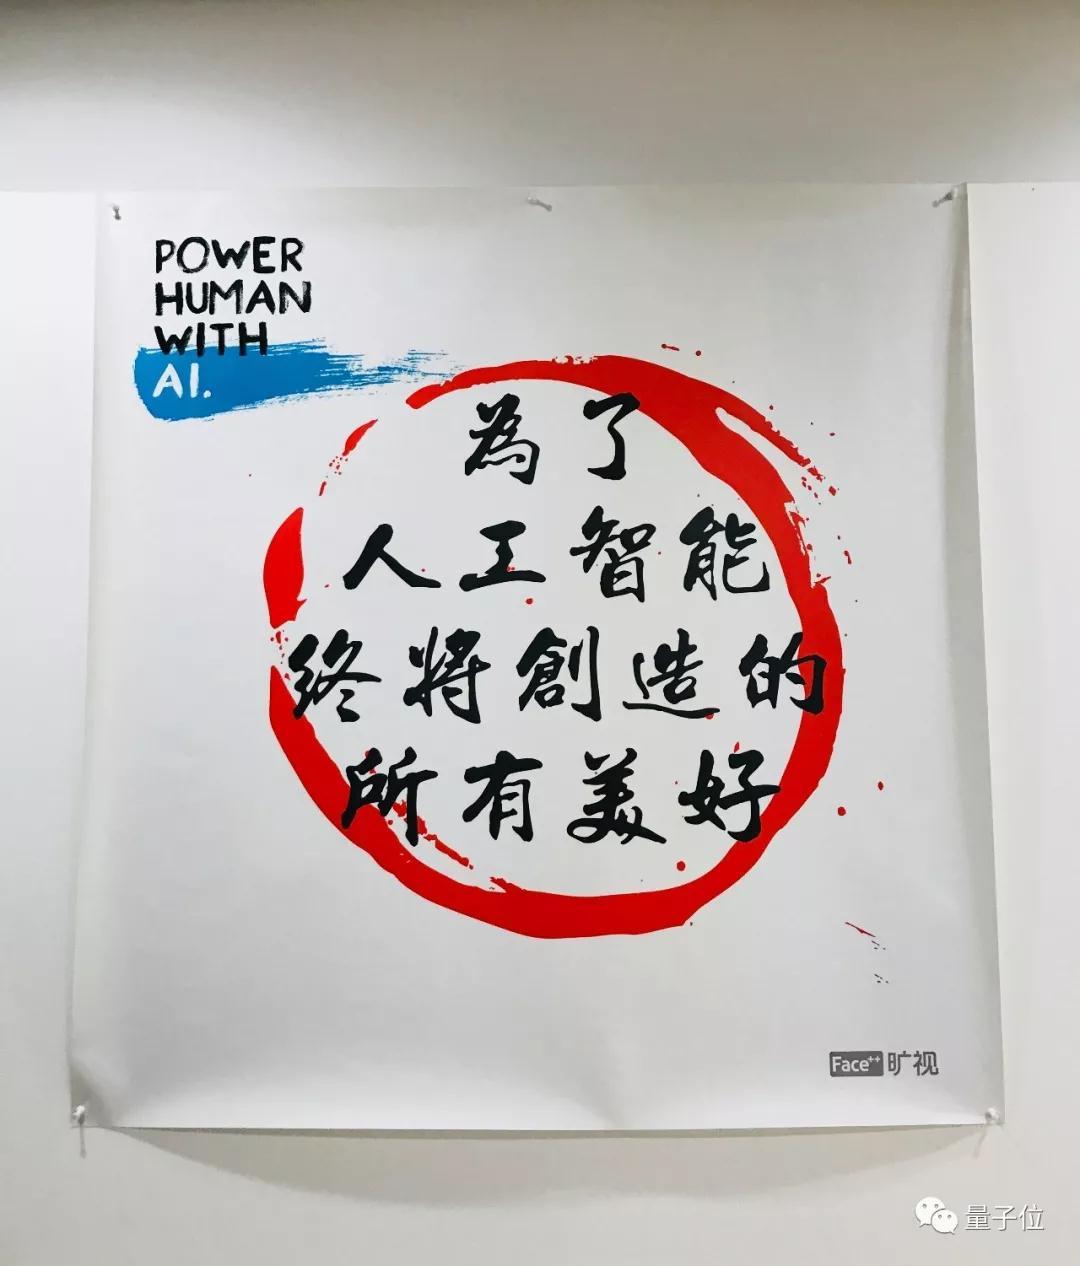 POWER
HUMAN
WITH
AI.
為了
人工智能
终將創造的
所有美好
Face++ 旷视
量子位